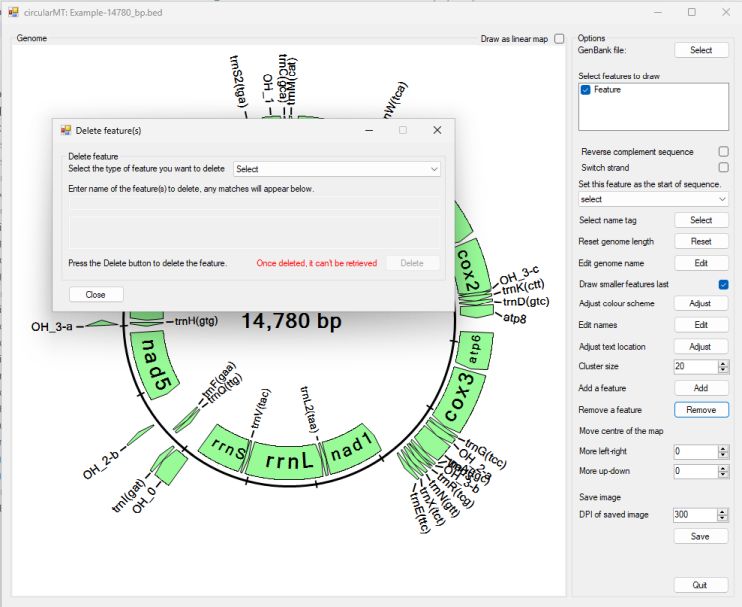 circularMT: Example-14780_bp.bed
Genome
Draw as linear map
Options
GenBank file:
Select
Select features to draw
Feature
Reverse complement sequence
Switch strand
Set this feature as the start of sequence.
select
Select name tag
Select
Reset genome length
Reset
Edit genome name
Edit
Draw smaller features last
Adjust colour scheme
Adjust
Edit names
Edit
Adjust text location
Adjust
Cluster size
20
Add a feature
Add
Remove a feature
Remove
Move centre of the map
More left-right
0
More up-down
0
Save image
DPI of saved image
300
Save
Quit
trnS2(tga)
OH_1
trnC(gca)
trnM(cat)
nW(tca)
Delete feature(s)
Delete feature
Select the type of feature you want to delete
Select
Enter name of the feature(s) to delete, any matches will appear below.
Press the Delete button to delete the feature.
Once deleted, it can't be retrieved
Delete
Close
cox2
OH_3-c
trnK(ctt)
trnD(gtc)
atp8
atp6
cox3
trnG(tcc)
OH_2-a
OH_3-b
trnR(tcg)
trnN(gtt)
trnX(tct)
trnE(ttc)
14,780 bp
OH_3-a
trnH(gtg)
nad5
trnF(gaa)
trnQ(ttg)
OH_2-b
trnI(gat)
OH_0
rrnS
trnV(tac)
rrnL
trnL2(taa)
nad1